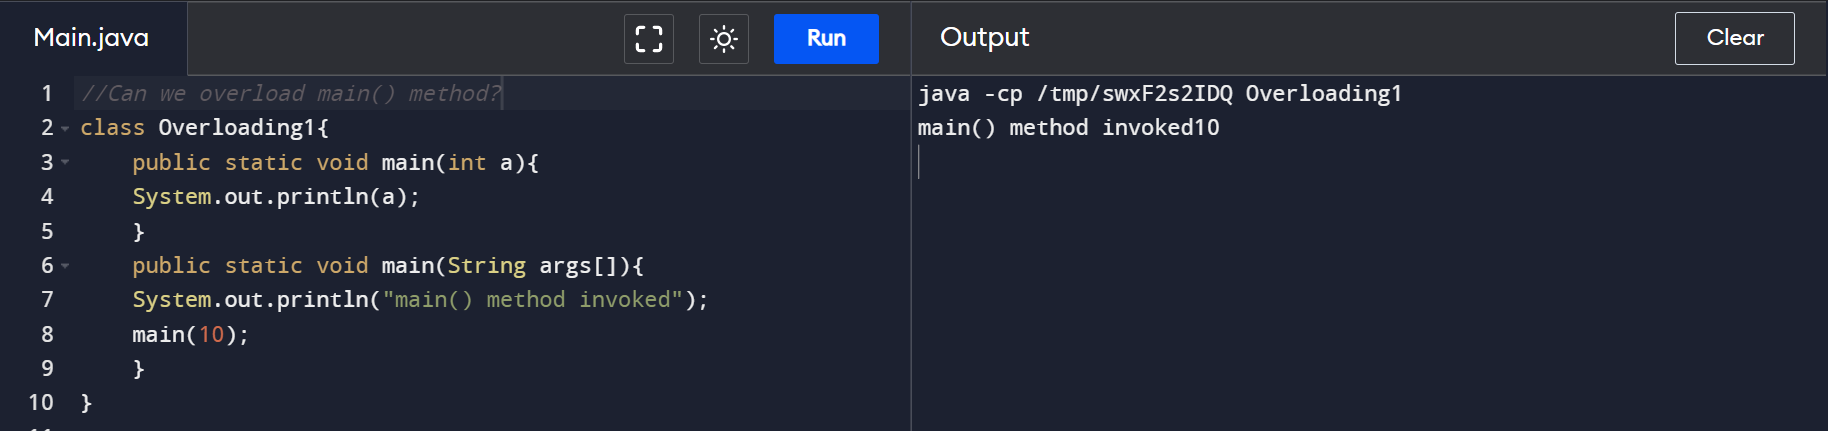 Main.java
Run
1 //Can we overload main() method?
2 class Overloading1{
3 public static void main(int a){
4 System.out.println(a);
5 }
6 public static void main(String args[]){
7 System.out.println("main() method invoked");
8 main(10);
9 }
10 }
Output
Clear
java -cp /tmp/swxF2s2IDQ Overloading1
main() method invoked10